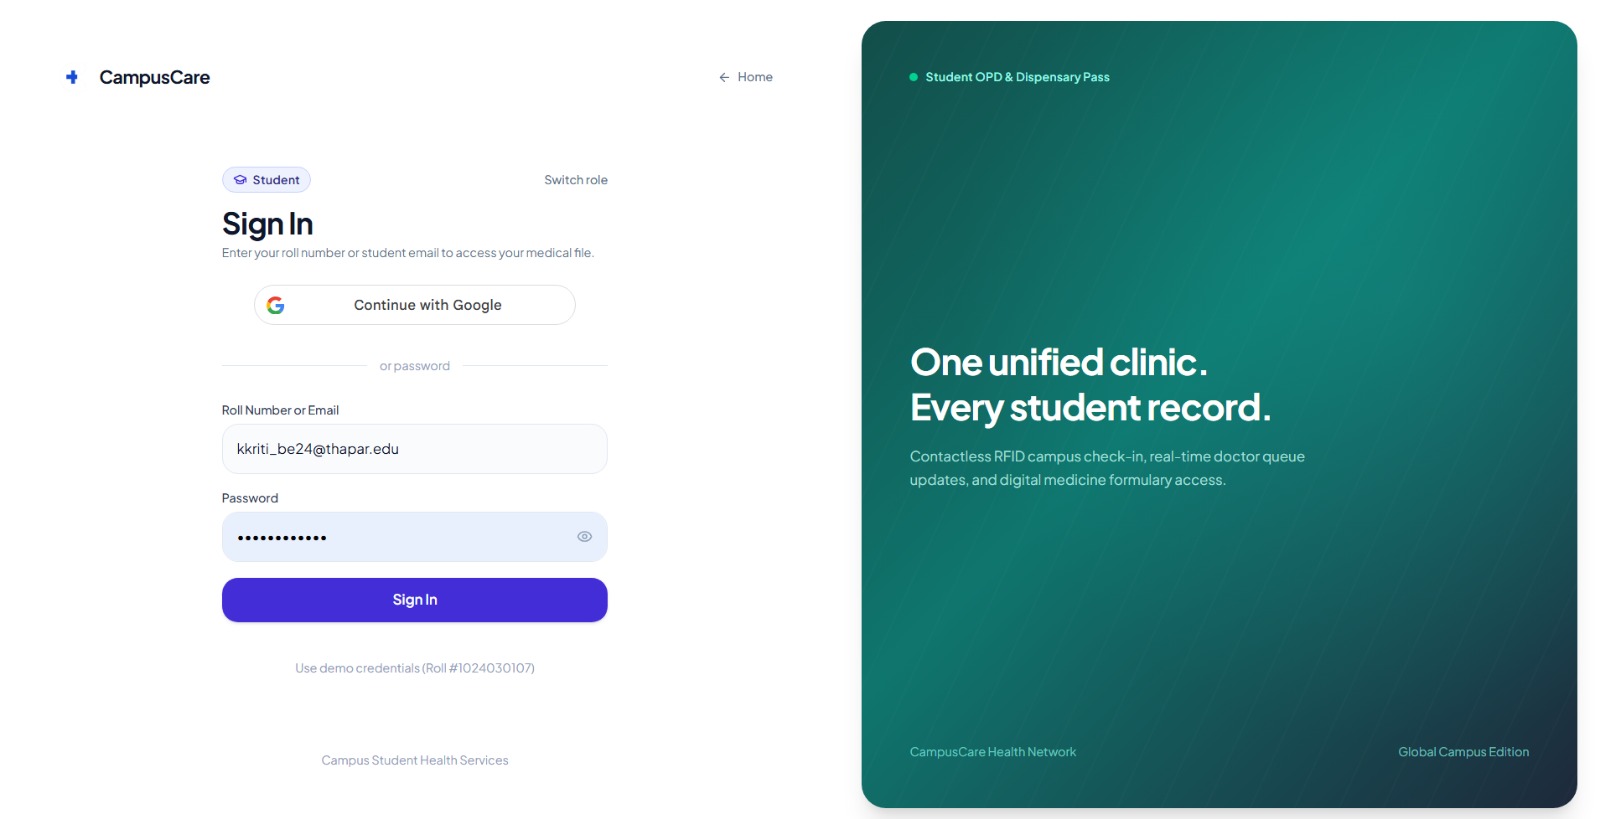 CampusCare
Home
Student
Switch role
Sign In
Enter your roll number or student email to access your medical file.
Continue with Google
or password
Roll Number or Email
kkriti_be24@thapar.edu
Password
••••••••••••
Sign In
Use demo credentials (Roll #1024030107)
Campus Student Health Services
Student OPD & Dispensary Pass
One unified clinic.
Every student record.
Contactless RFID campus check-in, real-time doctor queue
updates, and digital medicine formulary access.
CampusCare Health Network
Global Campus Edition